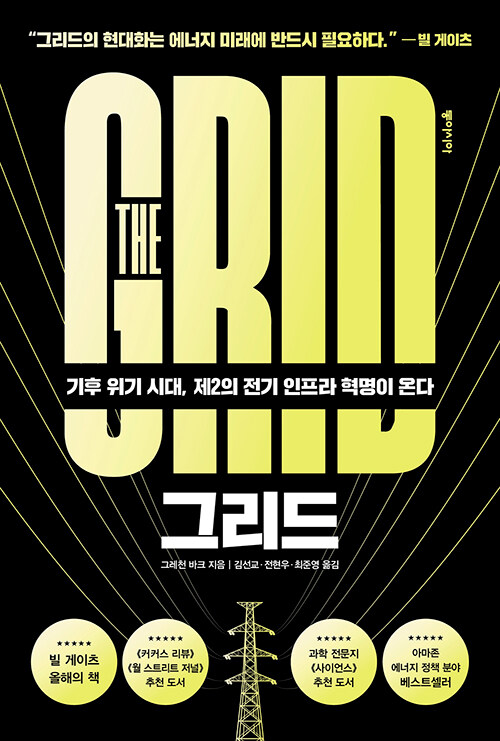 “그리드의 현대화는 에너지 미래에 반드시 필요하다.” — 빌 게이츠
동아시아
THE
GRID
기후 위기 시대, 제2의 전기 인프라 혁명이 온다
그리드
그레천 바크 지음 | 김선교·전현우·최준영 옮김
★★★★★
빌 게이츠
올해의 책
★★★★★
《커커스 리뷰》
《월 스트리트 저널》
추천 도서
★★★★★
과학 전문지
《사이언스》
추천 도서
★★★★★
아마존
에너지 정책 분야
베스트셀러